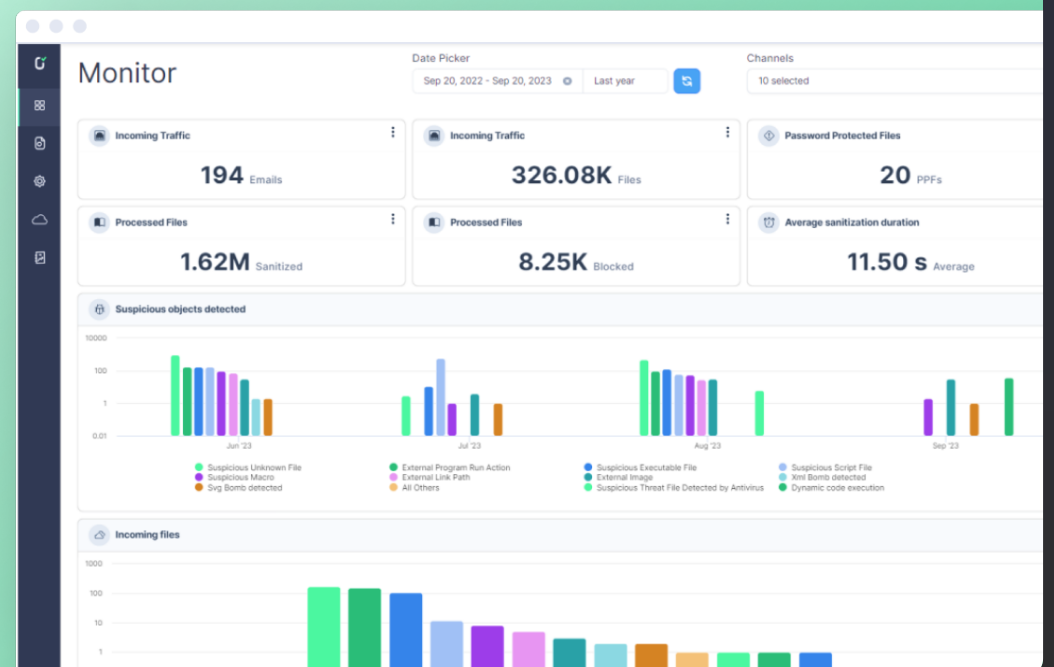 Monitor
Date Picker
Sep 20, 2022 - Sep 20, 2023
Last year
Channels
10 selected
Incoming Traffic
194 Emails
Incoming Traffic
326.08K Files
Password Protected Files
20 PPFs
Processed Files
1.62M Sanitized
Processed Files
8.25K Blocked
Average sanitization duration
11.50 s Average
Suspicious objects detected
10000
100
1
0.01
Jun '23
Jul '23
Aug '23
Sep '23
Suspicious Unknown File
External Program Run Action
Suspicious Executable File
Suspicious Script File
Suspicious Macro
External Link Path
External Image
Xml Bomb detected
Svg Bomb detected
All Others
Suspicious Threat File Detected by Antivirus
Dynamic code execution
Incoming files
1000
100
10
1